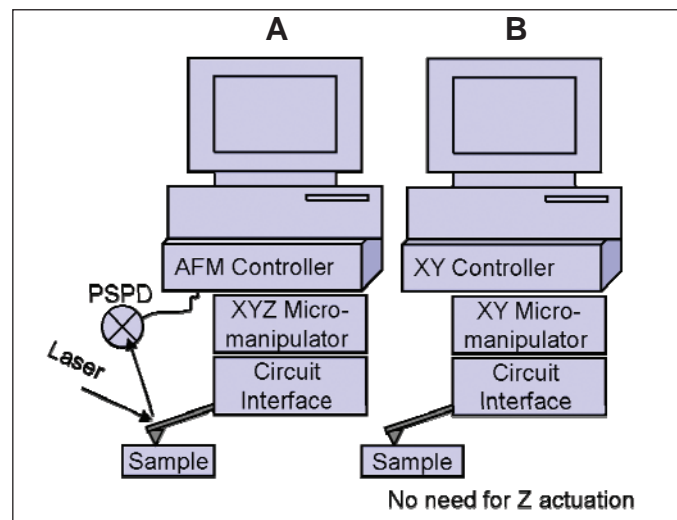 A
B
AFM Controller
XY Controller
PSPD
XYZ Micro-
manipulator
XY Micro-
manipulator
Laser
Circuit
Interface
Circuit
Interface
Sample
Sample
No need for Z actuation